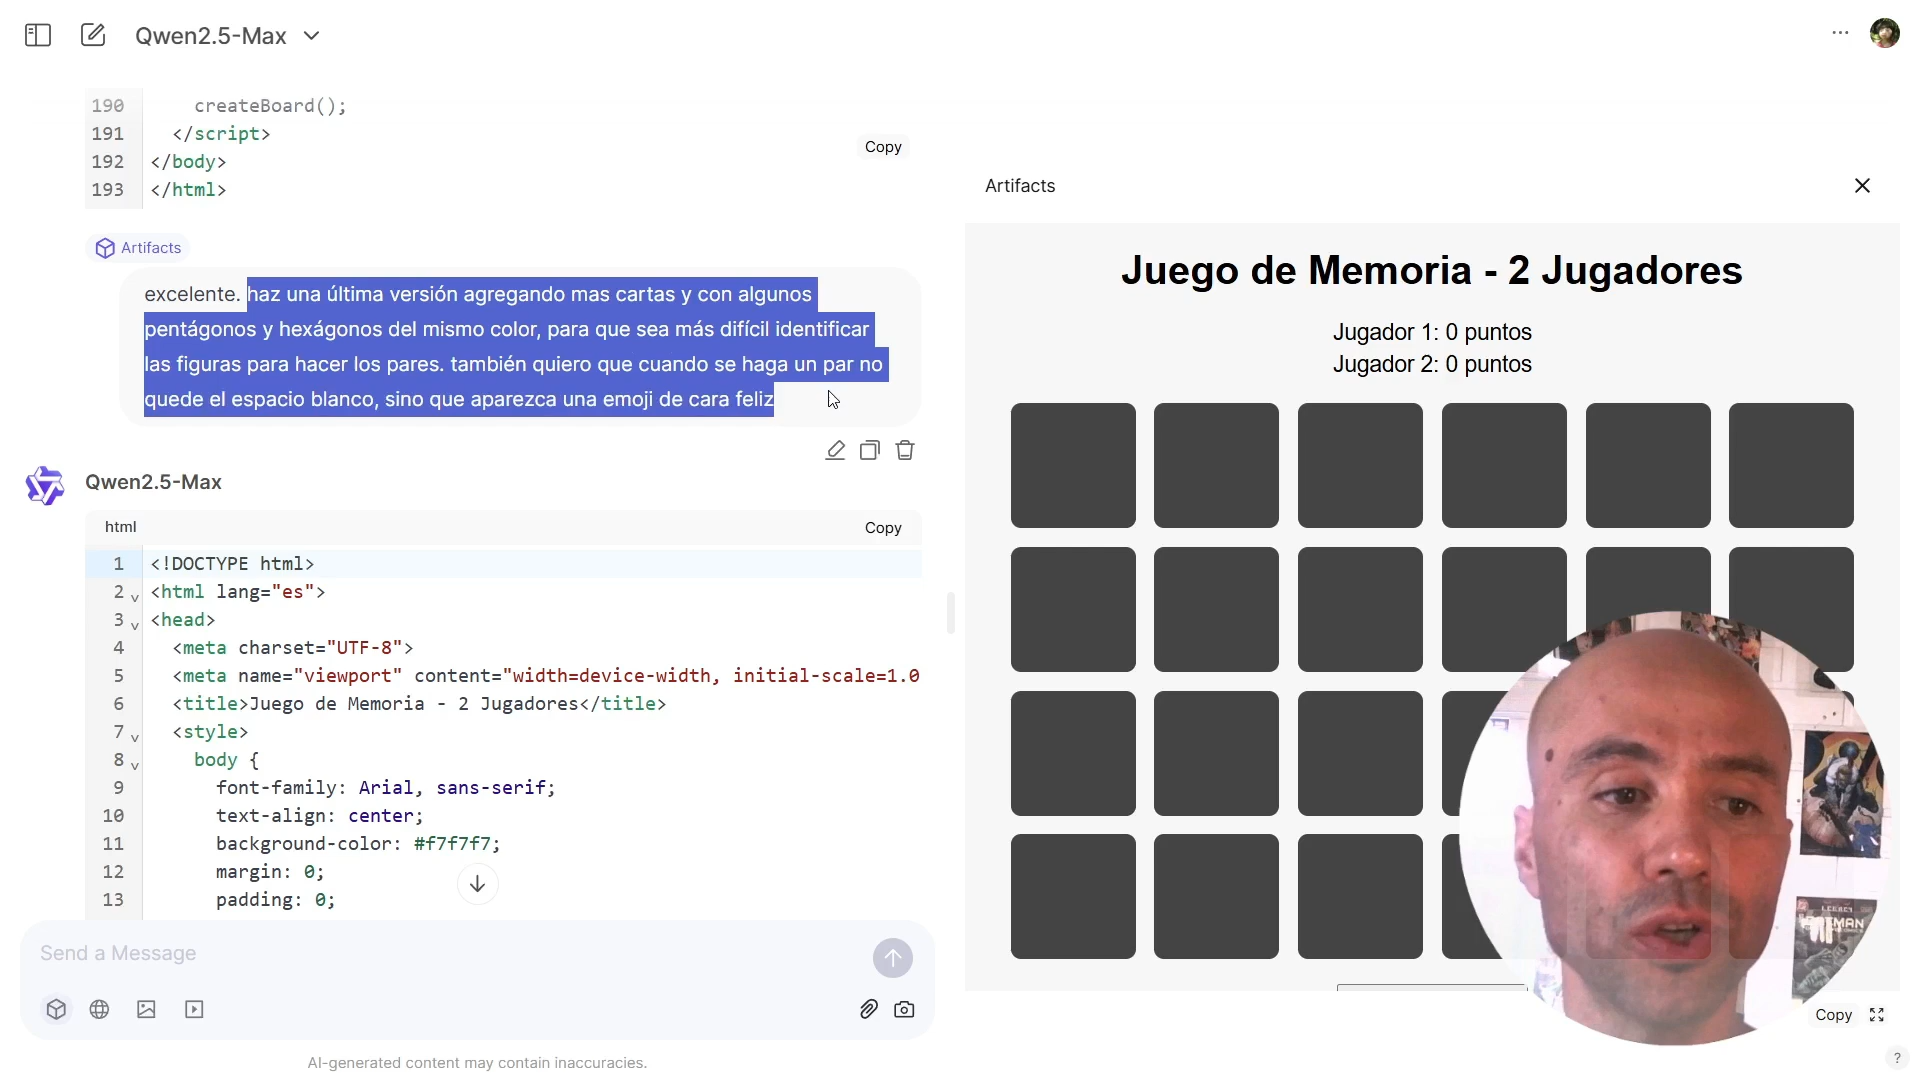 Qwen2.5-Max
190 createBoard();
191 </script>
192 </body>
193 </html>
Copy
Artifacts
excelente. haz una última versión agregando mas cartas y con algunos
pentágonos y hexágonos del mismo color, para que sea más difícil identificar
las figuras para hacer los pares. también quiero que cuando se haga un par no
quede el espacio blanco, sino que aparezca una emoji de cara feliz
Qwen2.5-Max
html
Copy
1 <!DOCTYPE html>
2 <html lang="es">
3 <head>
4 <meta charset="UTF-8">
5 <meta name="viewport" content="width=device-width, initial-scale=1.0
6 <title>Juego de Memoria - 2 Jugadores</title>
7 <style>
8 body {
9 font-family: Arial, sans-serif;
10 text-align: center;
11 background-color: #f7f7f7;
12 margin: 0;
13 padding: 0;
Send a Message
AI-generated content may contain inaccuracies.
Artifacts
Juego de Memoria - 2 Jugadores
Jugador 1: 0 puntos
Jugador 2: 0 puntos
Copy
?